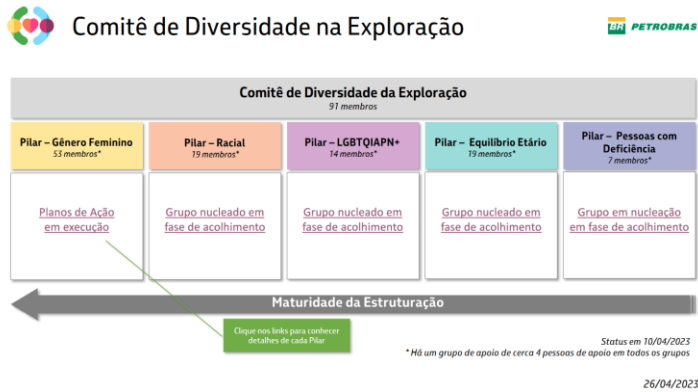 Comitê de Diversidade na Exploração
BR PETROBRAS
Comitê de Diversidade da Exploração
91 membros
Pilar – Gênero Feminino
53 membros*
Pilar – Racial
19 membros*
Pilar – LGBTQIAPN+
14 membros*
Pilar – Equilíbrio Etário
19 membros*
Pilar – Pessoas com
Deficiência
7 membros*
Planos de Ação
em execução
Grupo nucleado em
fase de acolhimento
Grupo nucleado em
fase de acolhimento
Grupo nucleado em
fase de acolhimento
Grupo em nucleação
em fase de acolhimento
Maturidade da Estruturação
Clique nos links para conhecer
detalhes de cada Pilar
Status em 10/04/2023
* Há um grupo de apoio de cerca 4 pessoas de apoio em todos os grupos
26/04/2023